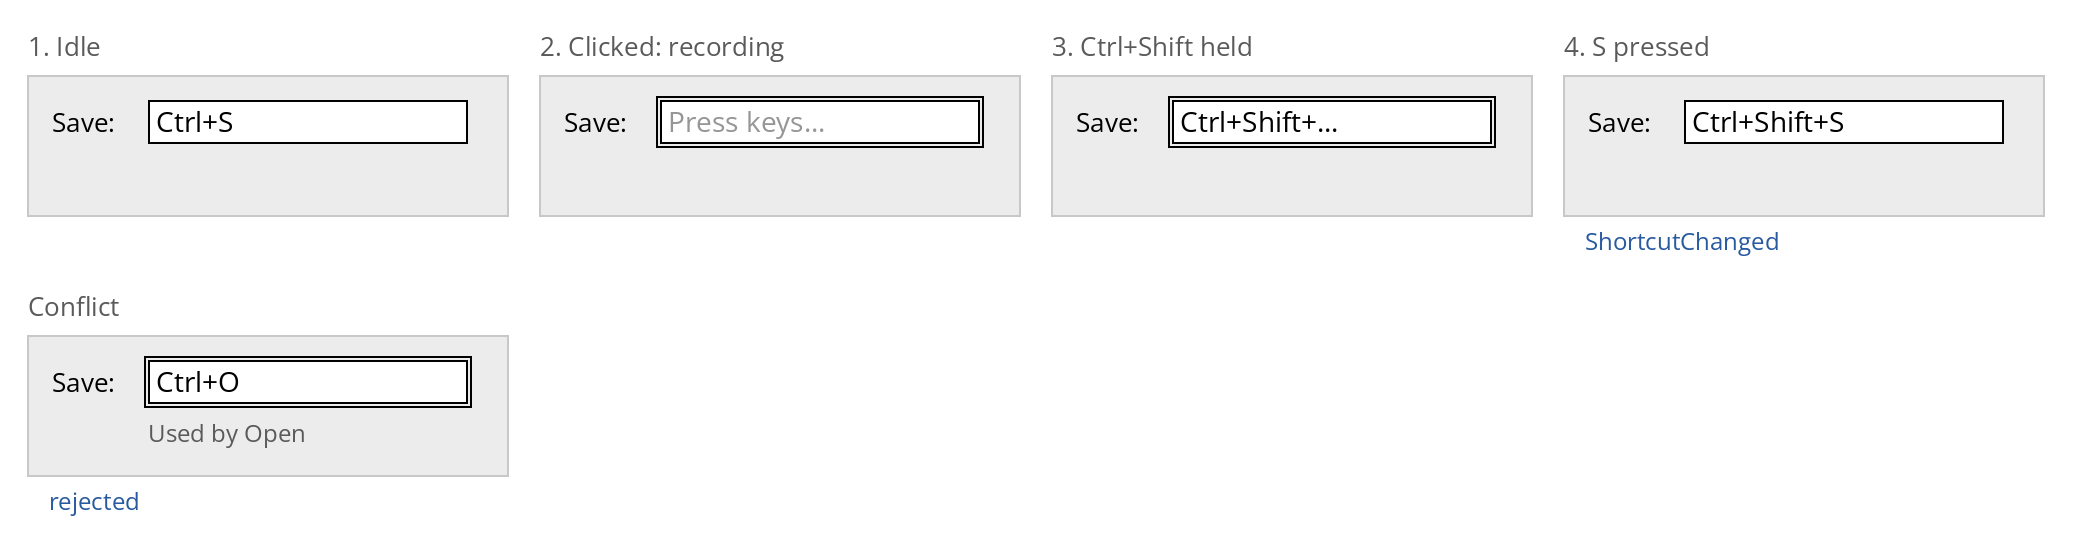 1. Idle
Save: Ctrl+S
2. Clicked: recording
Save: Press keys...
3. Ctrl+Shift held
Save: Ctrl+Shift+...
4. S pressed
Save: Ctrl+Shift+S
ShortcutChanged
Conflict
Save: Ctrl+O
Used by Open
rejected